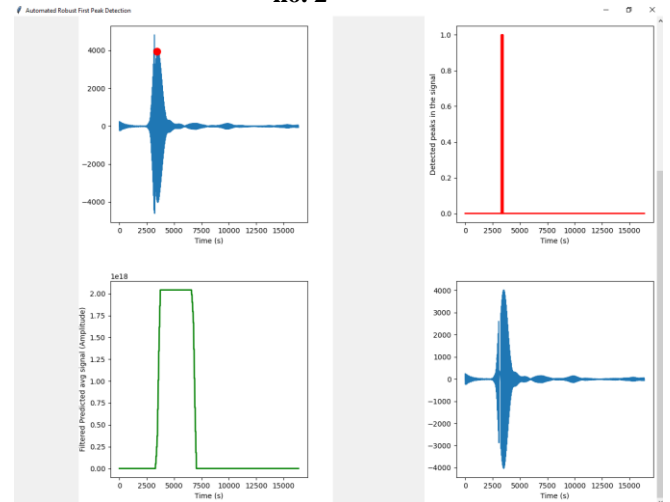 no. 2
Automated Robust First Peak Detection
4000
2000
0
−2000
−4000
0 2500 5000 7500 10000 12500 15000
Time (s)
Detected peaks in the signal
1.0
0.8
0.6
0.4
0.2
0.0
0 2500 5000 7500 10000 12500 15000
Time (s)
1e18
Filtered Predicted avg signal (Amplitude)
2.00
1.75
1.50
1.25
1.00
0.75
0.50
0.25
0.00
0 2500 5000 7500 10000 12500 15000
Time (s)
4000
3000
2000
1000
0
−1000
−2000
−3000
−4000
0 2500 5000 7500 10000 12500 15000
Time (s)